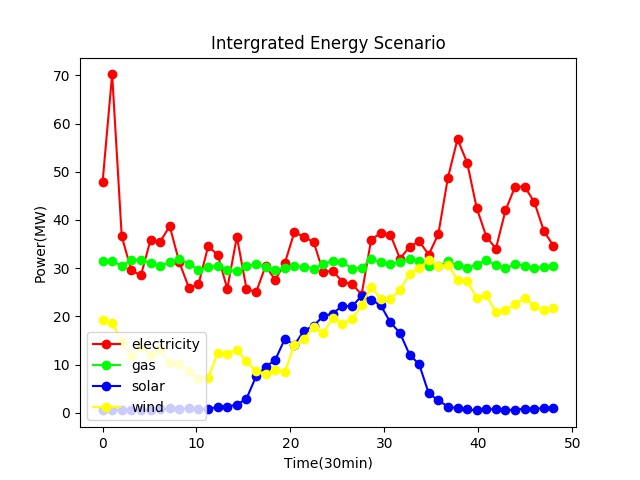 Intergrated Energy Scenario
Power(MW)
70
60
50
40
30
20
10
0
electricity
gas
solar
wind
0 10 20 30 40 50
Time(30min)